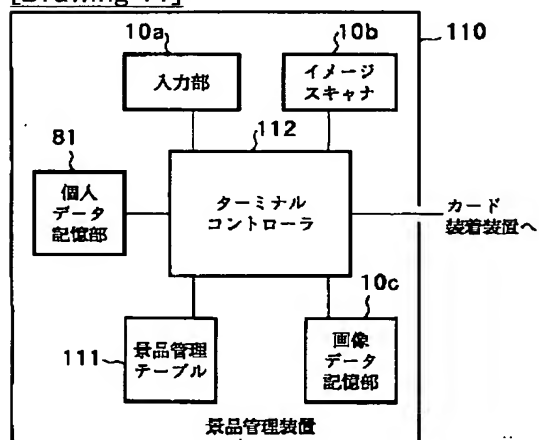 10a
10b
110
入力部
イメージ
スキャナ
112
81
個人
データ
記憶部
ターミナル
コントローラ
カード
装着装置へ
10c
111
景品管理
テーブル
画像
データ
記憶部
景品管理装置